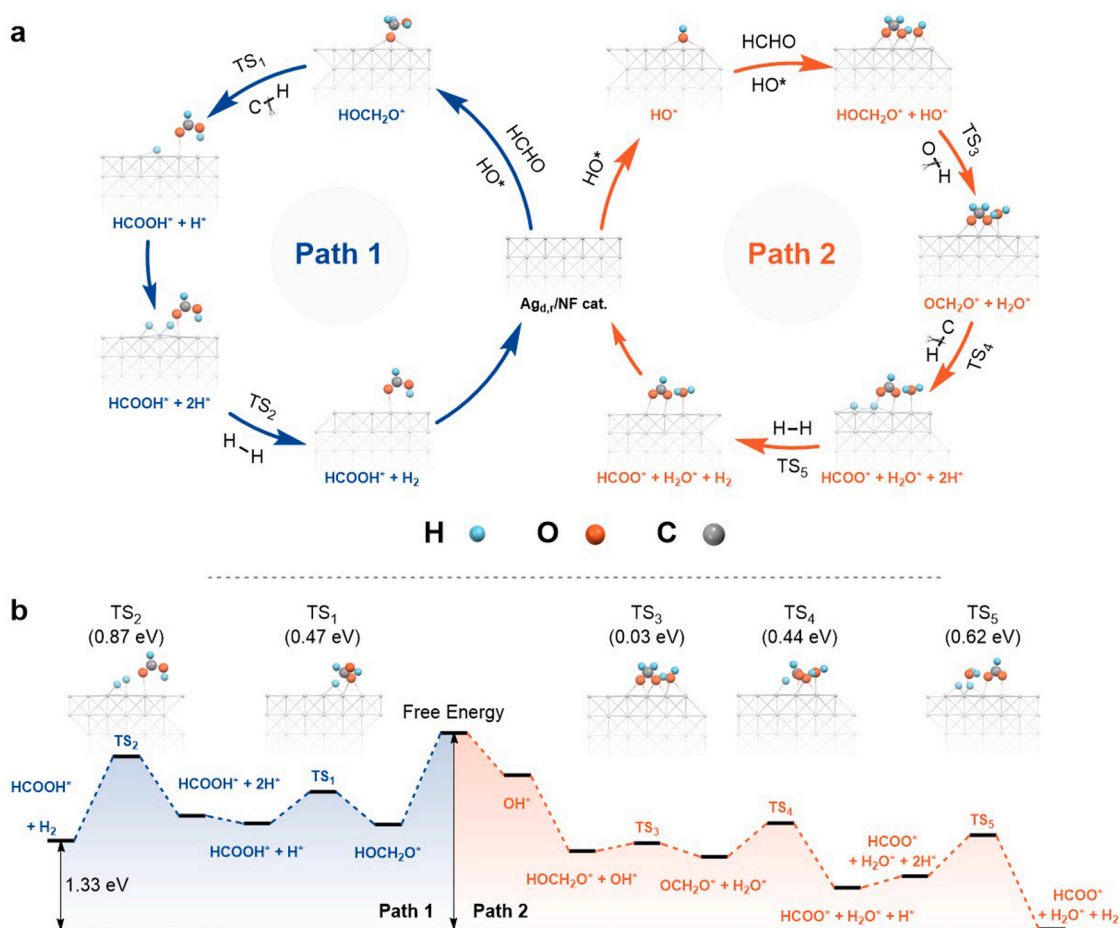 a
HOCH₂O*
TS₁
C H
HCOOH* + H*
HCOOH* + 2H*
TS₂
H–H
HCOOH* + H₂
Path 1
HCHO
HO*
Ag_d,r/NF cat.
HO*
HO*
HCHO
HO*
HOCH₂O* + HO*
TS₃
O H
OCH₂O* + H₂O*
TS₄
H C
HCOO* + H₂O* + 2H*
H–H
TS₅
HCOO* + H₂O* + H₂
Path 2
H O C
b
TS₂
(0.87 eV)
TS₁
(0.47 eV)
TS₃
(0.03 eV)
TS₄
(0.44 eV)
TS₅
(0.62 eV)
Free Energy
HCOOH*
+ H₂
TS₂
HCOOH* + 2H*
HCOOH* + H*
TS₁
HOCH₂O*
OH*
HOCH₂O* + OH*
TS₃
OCH₂O* + H₂O*
TS₄
HCOO* + H₂O* + H*
HCOO*
+ H₂O* + 2H*
TS₅
HCOO*
+ H₂O* + H₂
1.33 eV
Path 1
Path 2